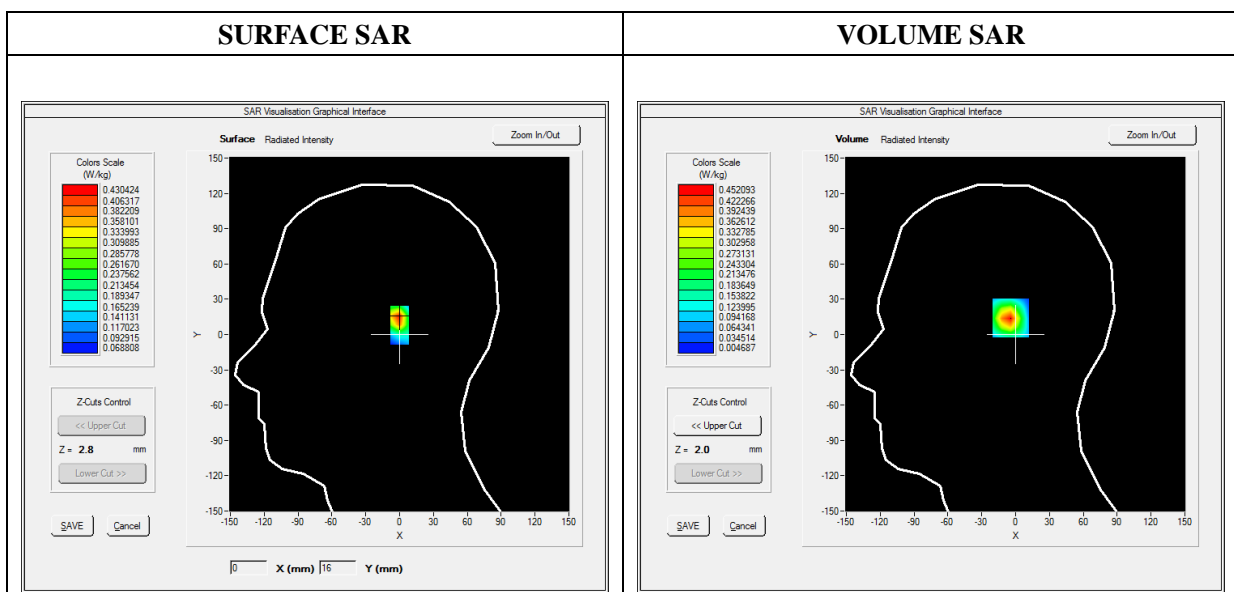 SURFACE SAR
VOLUME SAR
SAR Visualisation Graphical Interface
Surface Radiated Intensity
Zoom In/Out
Colors Scale
(W/kg)
0.430424
0.406317
0.382209
0.358101
0.333993
0.309885
0.285778
0.261670
0.237562
0.213454
0.189347
0.165239
0.141131
0.117023
0.092915
0.068808
Z-Cuts Control
<< Upper Cut
Z = 2.8 mm
Lower Cut >>
SAVE Cancel
150
120
90
60
30
0
-30
-60
-90
-120
-150
Y
-150 -120 -90 -60 -30 0 30 60 90 120 150
X
0 X (mm) 16 Y (mm)
SAR Visualisation Graphical Interface
Volume Radiated Intensity
Zoom In/Out
Colors Scale
(W/kg)
0.452093
0.422266
0.392439
0.362612
0.332785
0.302958
0.273131
0.243304
0.213476
0.183649
0.153822
0.123995
0.094168
0.064341
0.034514
0.004687
Z-Cuts Control
<< Upper Cut
Z = 2.0 mm
Lower Cut >>
SAVE Cancel
150
120
90
60
30
0
-30
-60
-90
-120
-150
Y
-150 -120 -90 -60 -30 0 30 60 90 120 150
X